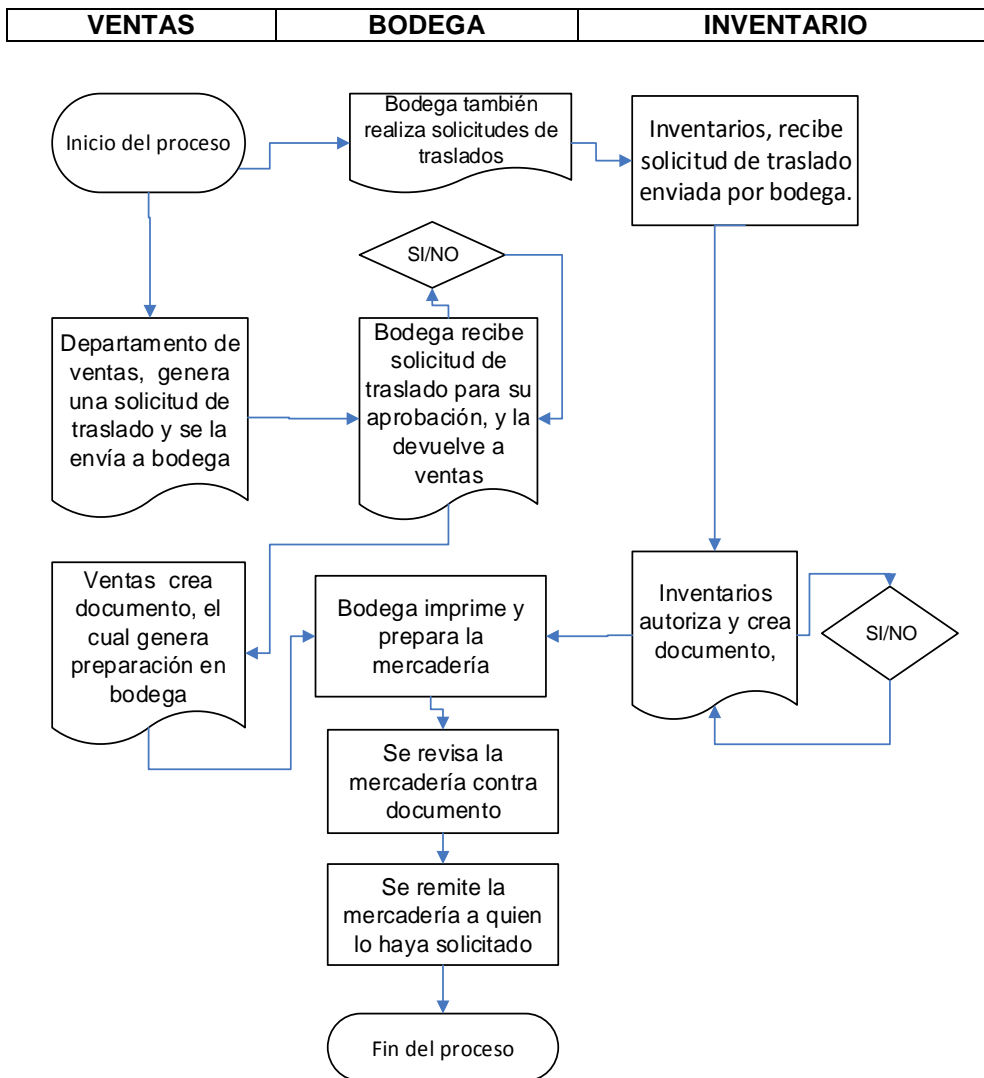 VENTAS BODEGA INVENTARIO
Inicio del proceso
Bodega también
realiza solicitudes de
traslados
Inventarios, recibe
solicitud de traslado
enviada por bodega.
SI/NO
Departamento de
ventas, genera
una solicitud de
traslado y se la
envía a bodega
Bodega recibe
solicitud de
traslado para su
aprobación, y la
devuelve a
ventas
Ventas crea
documento, el
cual genera
preparación en
bodega
Bodega imprime y
prepara la
mercadería
Inventarios
autoriza y crea
documento,
SI/NO
Se revisa la
mercadería contra
documento
Se remite la
mercadería a quien
lo haya solicitado
Fin del proceso